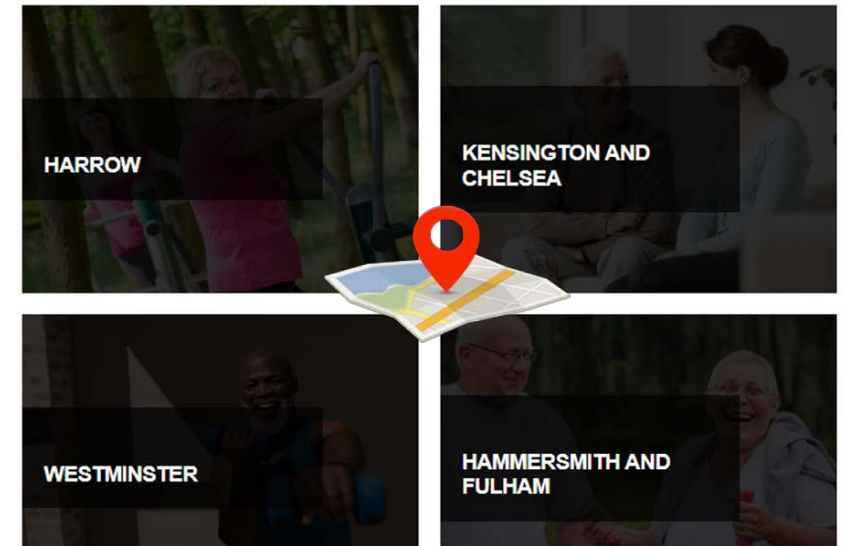 HARROW
KENSINGTON AND
CHELSEA
WESTMINSTER
HAMMERSMITH AND
FULHAM